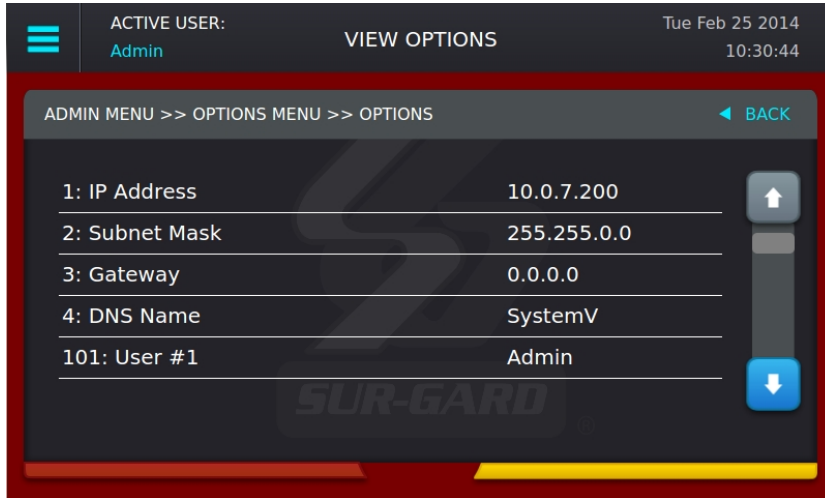 ACTIVE USER:
Admin
VIEW OPTIONS
Tue Feb 25 2014
10:30:44
ADMIN MENU >> OPTIONS MENU >> OPTIONS
BACK
1: IP Address 10.0.7.200
2: Subnet Mask 255.255.0.0
3: Gateway 0.0.0.0
4: DNS Name SystemV
101: User #1 Admin
SUR-GARD ®